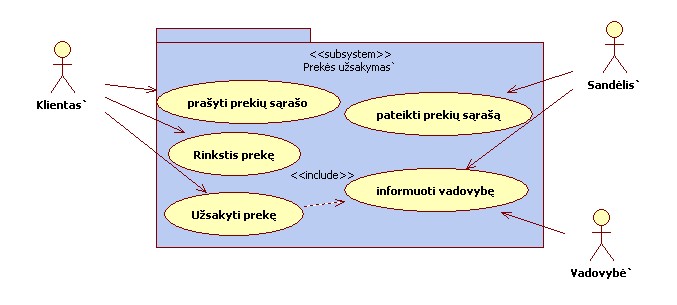 <<subsystem>>
Prekės užsakymas`
Klientas`
Sandėlis`
prašyti prekių sąrašo
pateikti prekių sąrašą
Rinkstis prekę
<<include>>
informuoti vadovybę
Užsakyti prekę
Vadovybė`